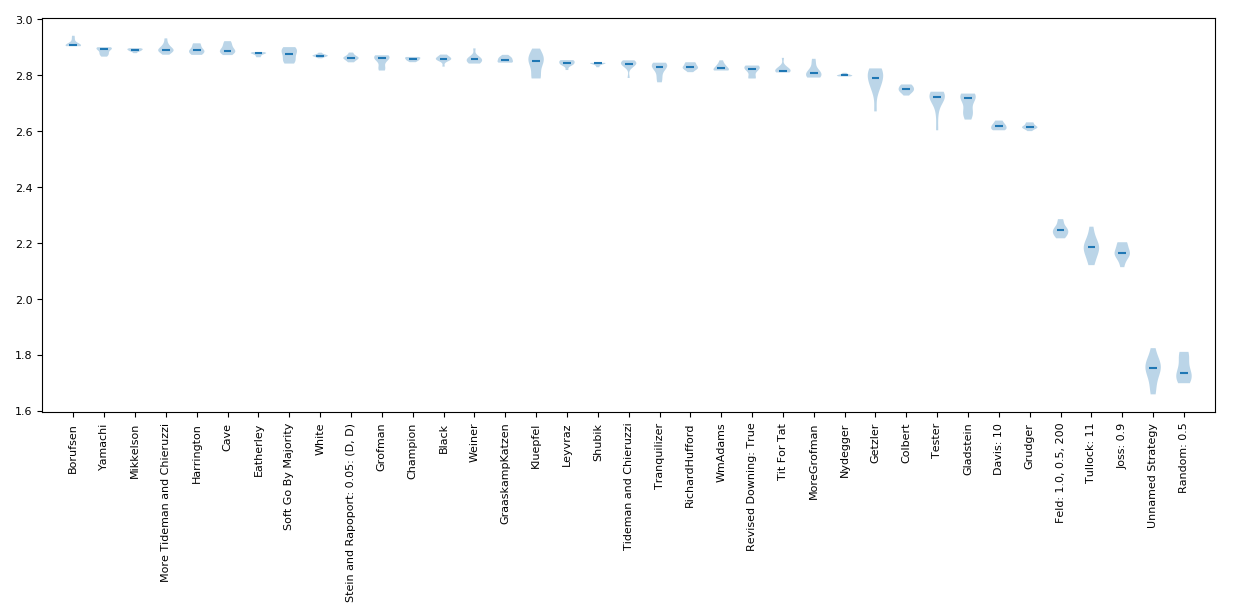 3.0
2.8
2.6
2.4
2.2
2.0
1.8
1.6
Borufsen
Yamachi
Mikkelson
More Tideman and Chieruzzi
Harrington
Cave
Eatherley
Soft Go By Majority
White
Stein and Rapoport: 0.05: (D, D)
Grofman
Champion
Black
Weiner
GraaskampKatzen
Kluepfel
Leyvraz
Shubik
Tideman and Chieruzzi
Tranquilizer
RichardHufford
WmAdams
Revised Downing: True
Tit For Tat
MoreGrofman
Nydegger
Getzler
Colbert
Tester
Gladstein
Davis: 10
Grudger
Feld: 1.0, 0.5, 200
Tullock: 11
Joss: 0.9
Unnamed Strategy
Random: 0.5